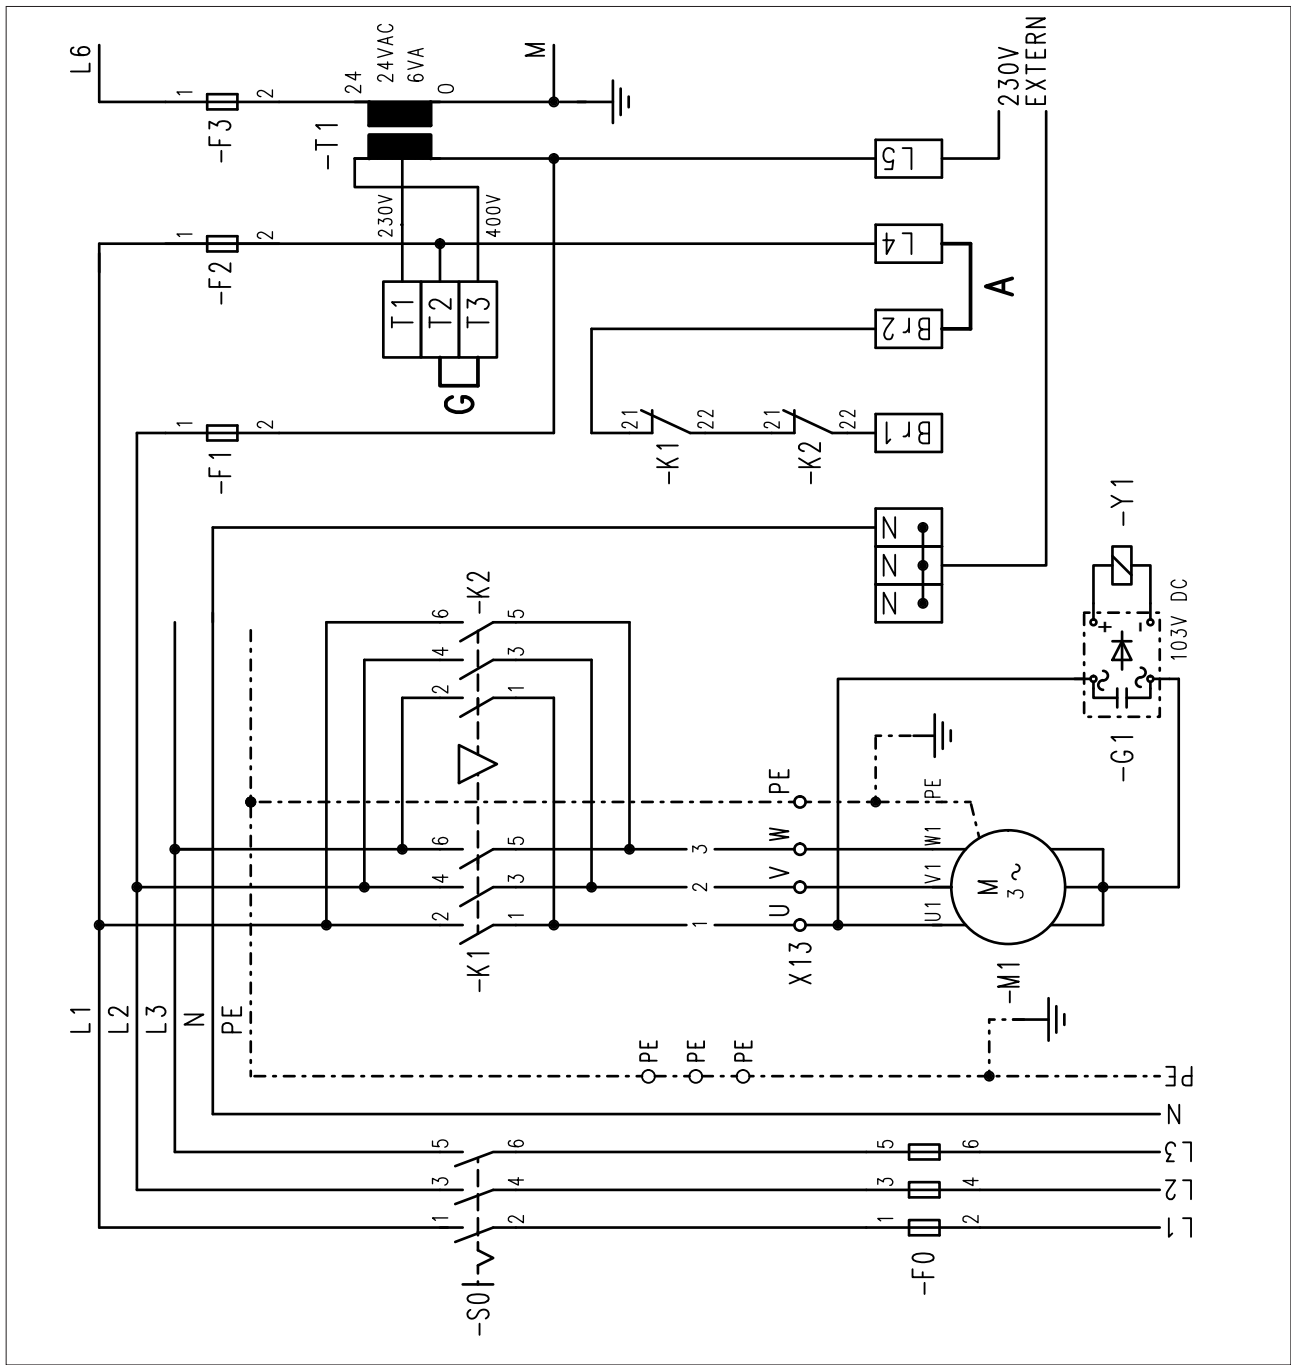 L6
1
-F3
2
24
24VAC
6VA
0
-T1
M
230V
EXTERN
L5
1
-F2
2
230V
400V
T1
T2
T3
G
L4
A
Br2
1
-F1
2
21
-K1
22
21
-K2
22
Br1
N
N
N
-Y1
103V DC
+
-
-G1
6
-K2
5
4
3
2
1
PE
PE
6
5
3
W
W1
4
3
2
V
V1
2
1
1
U
U1
-K1
X13
M
3~
-M1
L1
L2
L3
N
PE
PE
PE
PE
PE
N
5
6
5
6
L3
3
4
3
4
L2
1
2
1
2
L1
-S0
-F0